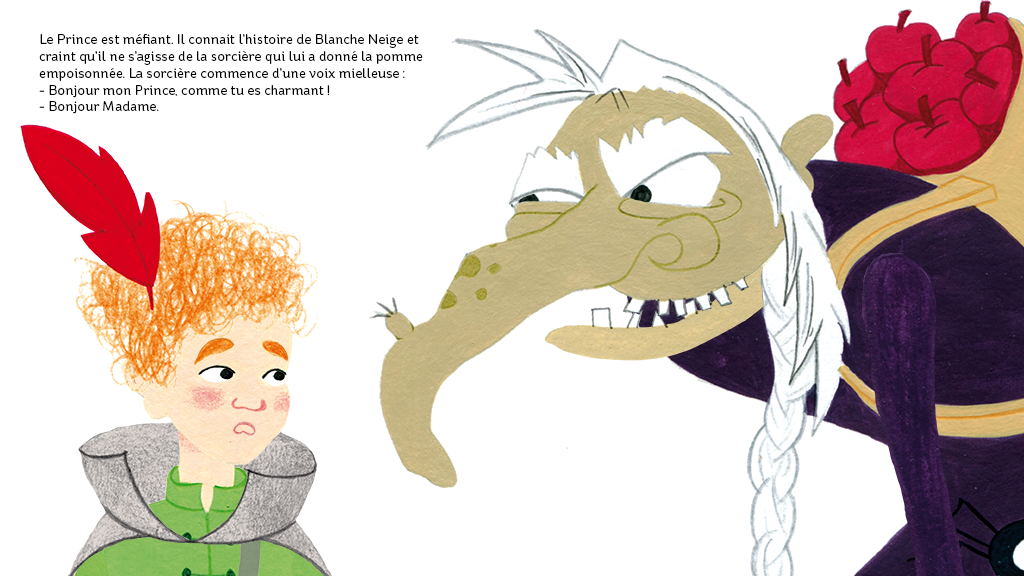 Le Prince est méfiant. Il connait l'histoire de Blanche Neige et
craint qu'il ne s'agisse de la sorcière qui lui a donné la pomme
empoisonnée. La sorcière commence d'une voix mielleuse :
- Bonjour mon Prince, comme tu es charmant !
- Bonjour Madame.